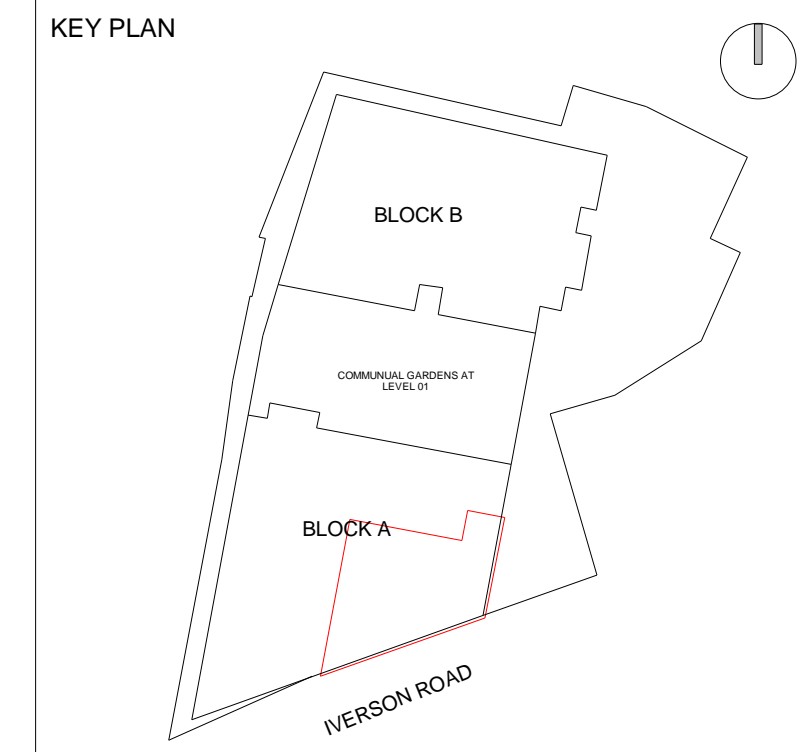 KEY PLAN
BLOCK B
COMMUNUAL GARDENS AT
LEVEL 01
BLOCK A
IVERSON ROAD